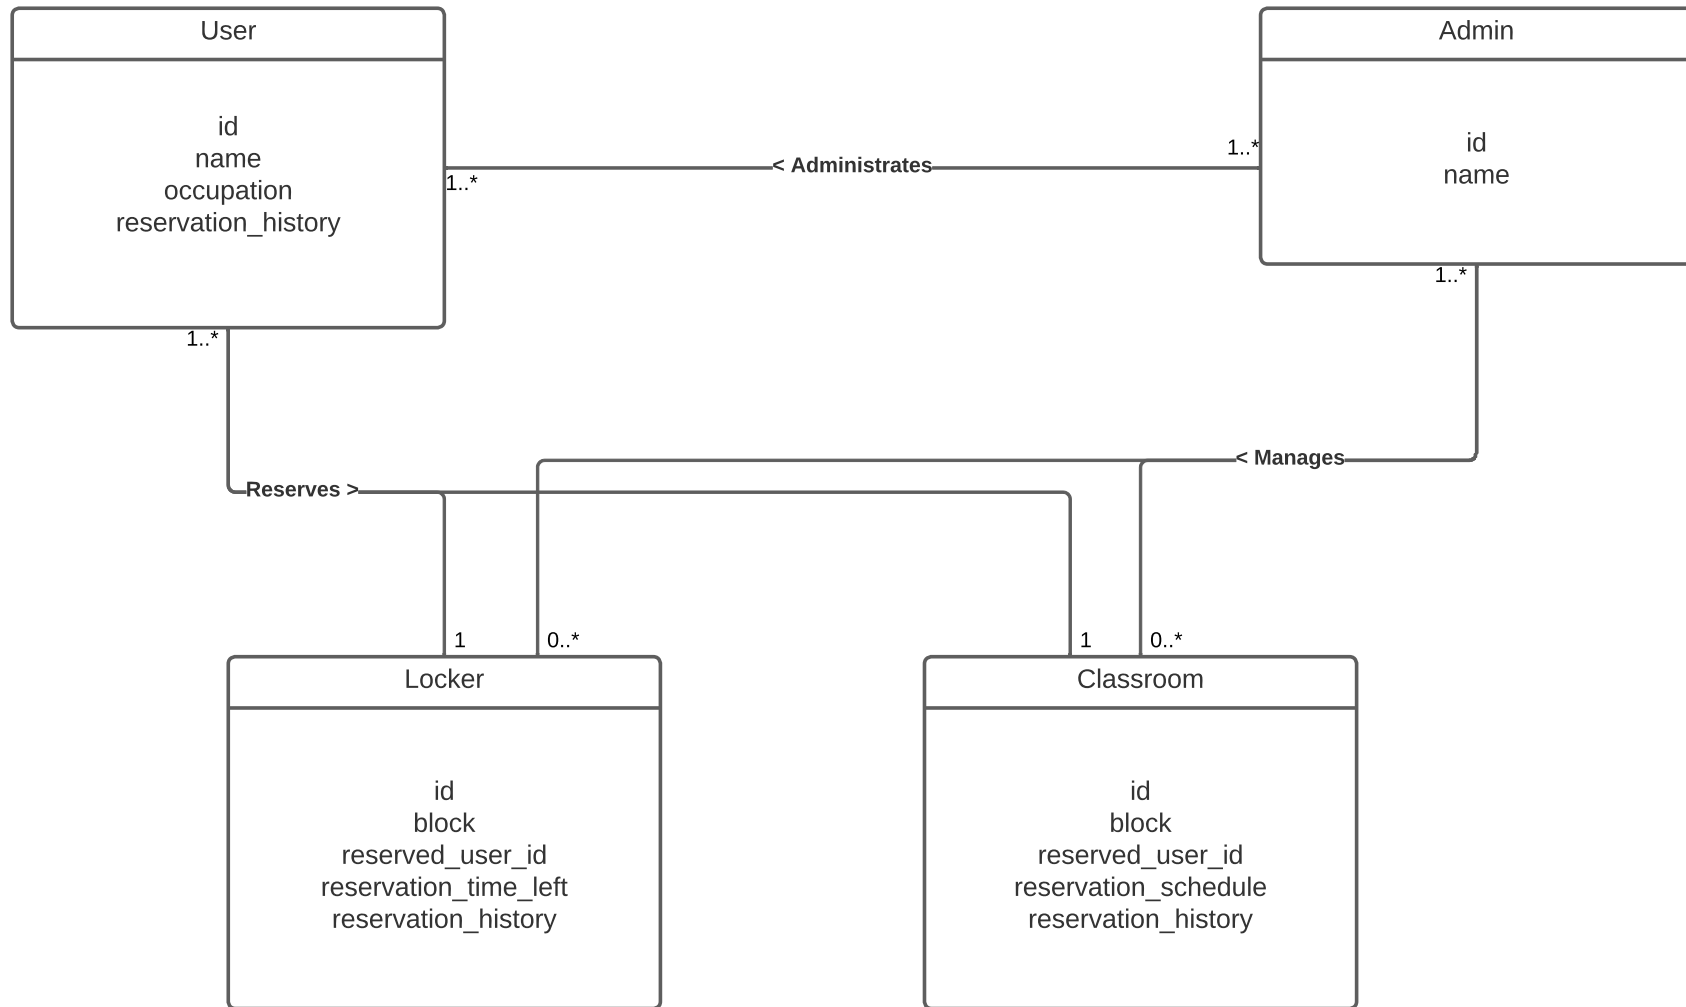 User
id
name
occupation
reservation_history
Admin
id
name
1..*
< Administrates
1..*
1..*
1..*
Reserves >
< Manages
1
0..*
1
0..*
Locker
id
block
reserved_user_id
reservation_time_left
reservation_history
Classroom
id
block
reserved_user_id
reservation_schedule
reservation_history